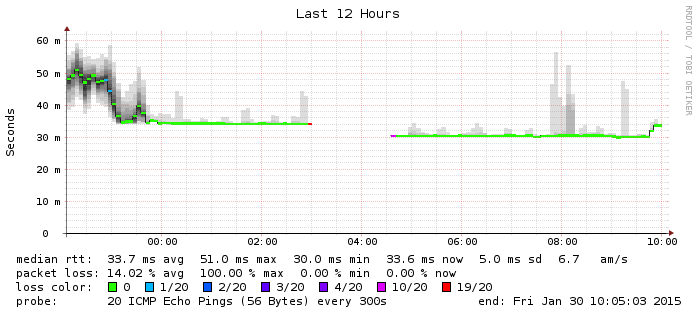 Last 12 Hours
RRDTOOL / TOBI OETIKER
Seconds
60 m
50 m
40 m
30 m
20 m
10 m
0
00:00 02:00 04:00 06:00 08:00 10:00
median rtt: 33.7 ms avg 51.0 ms max 30.0 ms min 33.6 ms now 5.0 ms sd 6.7 am/s
packet loss: 14.02 % avg 100.00 % max 0.00 % min 0.00 % now
loss color: 0 1/20 2/20 3/20 4/20 10/20 19/20
probe: 20 ICMP Echo Pings (56 Bytes) every 300s end: Fri Jan 30 10:05:03 2015